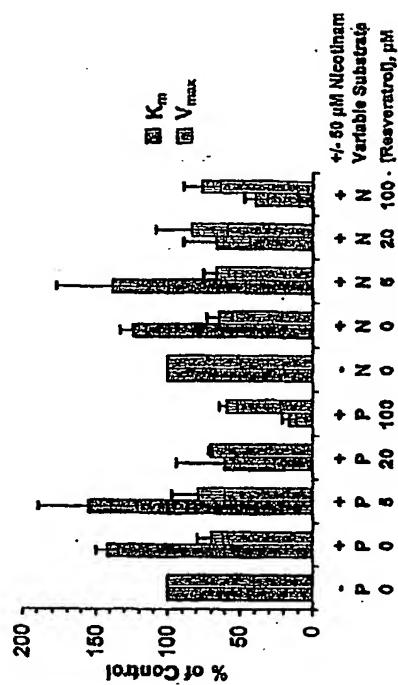 200
150
100
50
0
% of Control
Km
Vmax
- + + + + - + + + + +/- 50 µM Nicotinam
P P P P P N N N N N Variable Substrate
0 0 5 20 100 0 0 5 20 100 - [Resveratrol], µM